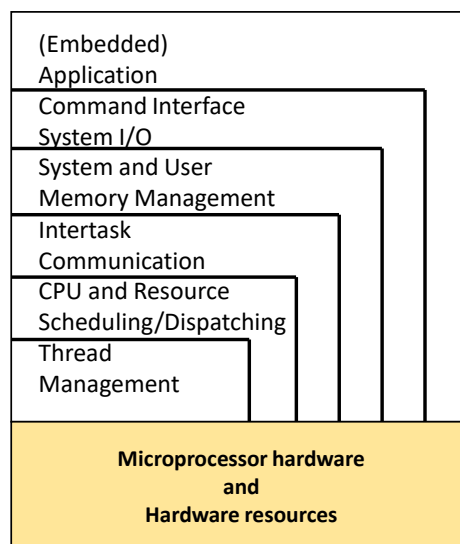 (Embedded)
Application
Command Interface
System I/O
System and User
Memory Management
Intertask
Communication
CPU and Resource
Scheduling/Dispatching
Thread
Management
Microprocessor hardware
and
Hardware resources